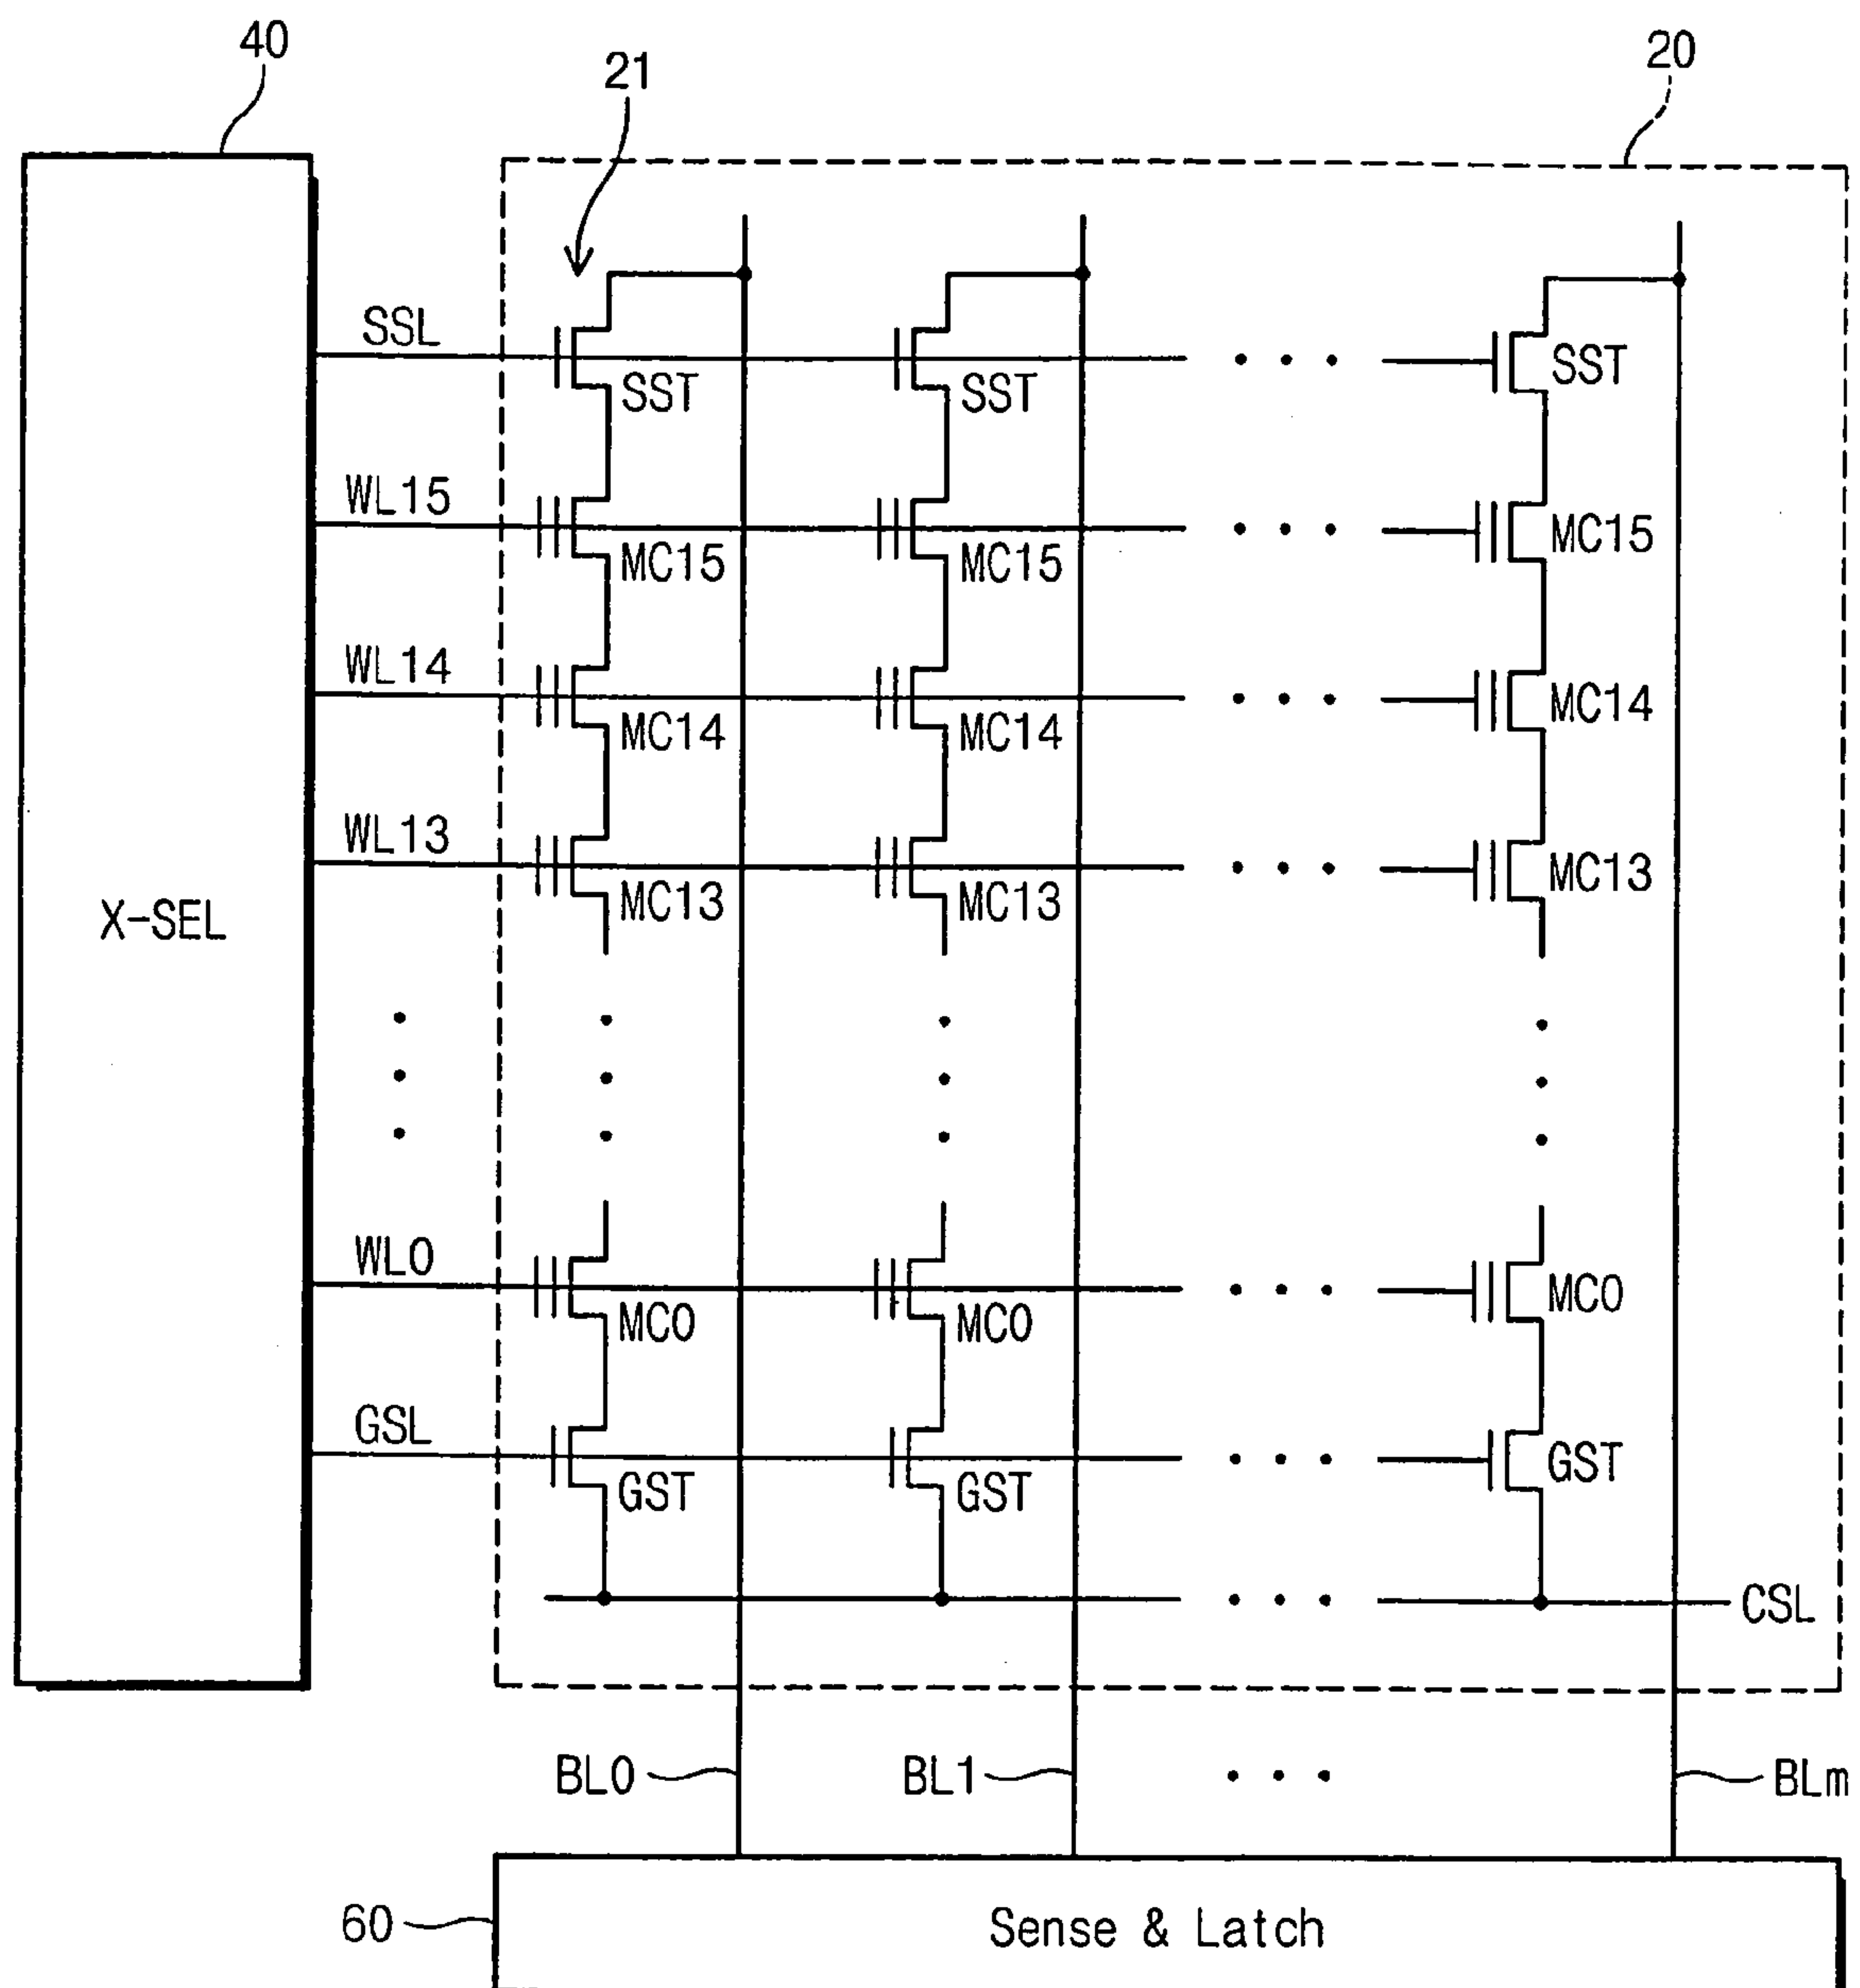 40
21
20
SSL
SST SST SST
WL15
MC15 MC15 MC15
WL14
MC14 MC14 MC14
WL13
MC13 MC13 MC13
X-SEL
WL0
MC0 MC0 MC0
GSL
GST GST GST
CSL
BL0 BL1 BLm
60
Sense & Latch